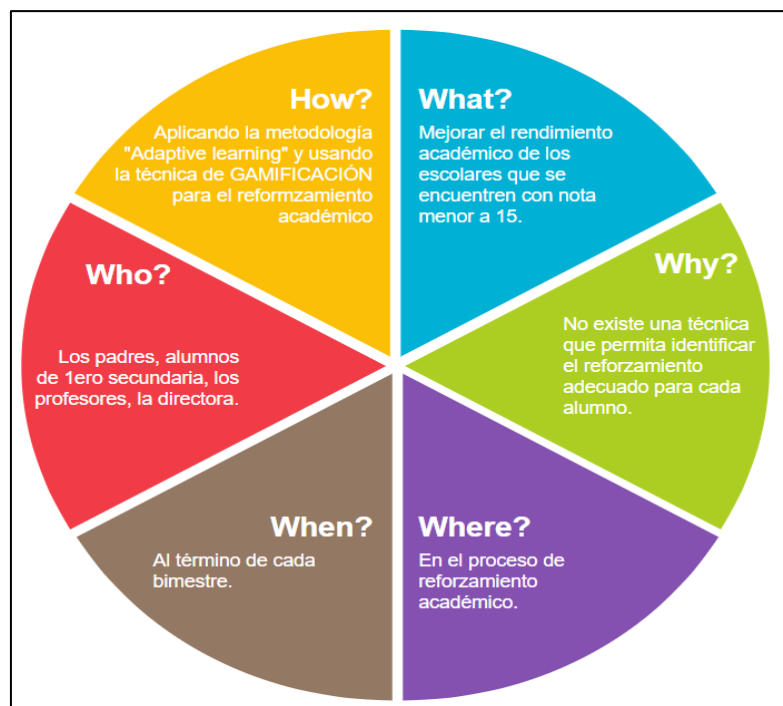 How?
Aplicando la metodología
"Adaptive learning" y usando
la técnica de GAMIFICACIÓN
para el reformzamiento
académico
What?
Mejorar el rendimiento
académico de los
escolares que se
encuentren con nota
menor a 15.
Why?
No existe una técnica
que permita identificar
el reforzamiento
adecuado para cada
alumno.
Where?
En el proceso de
reforzamiento
académico.
When?
Al término de cada
bimestre.
Who?
Los padres, alumnos
de 1ero secundaria, los
profesores, la directora.